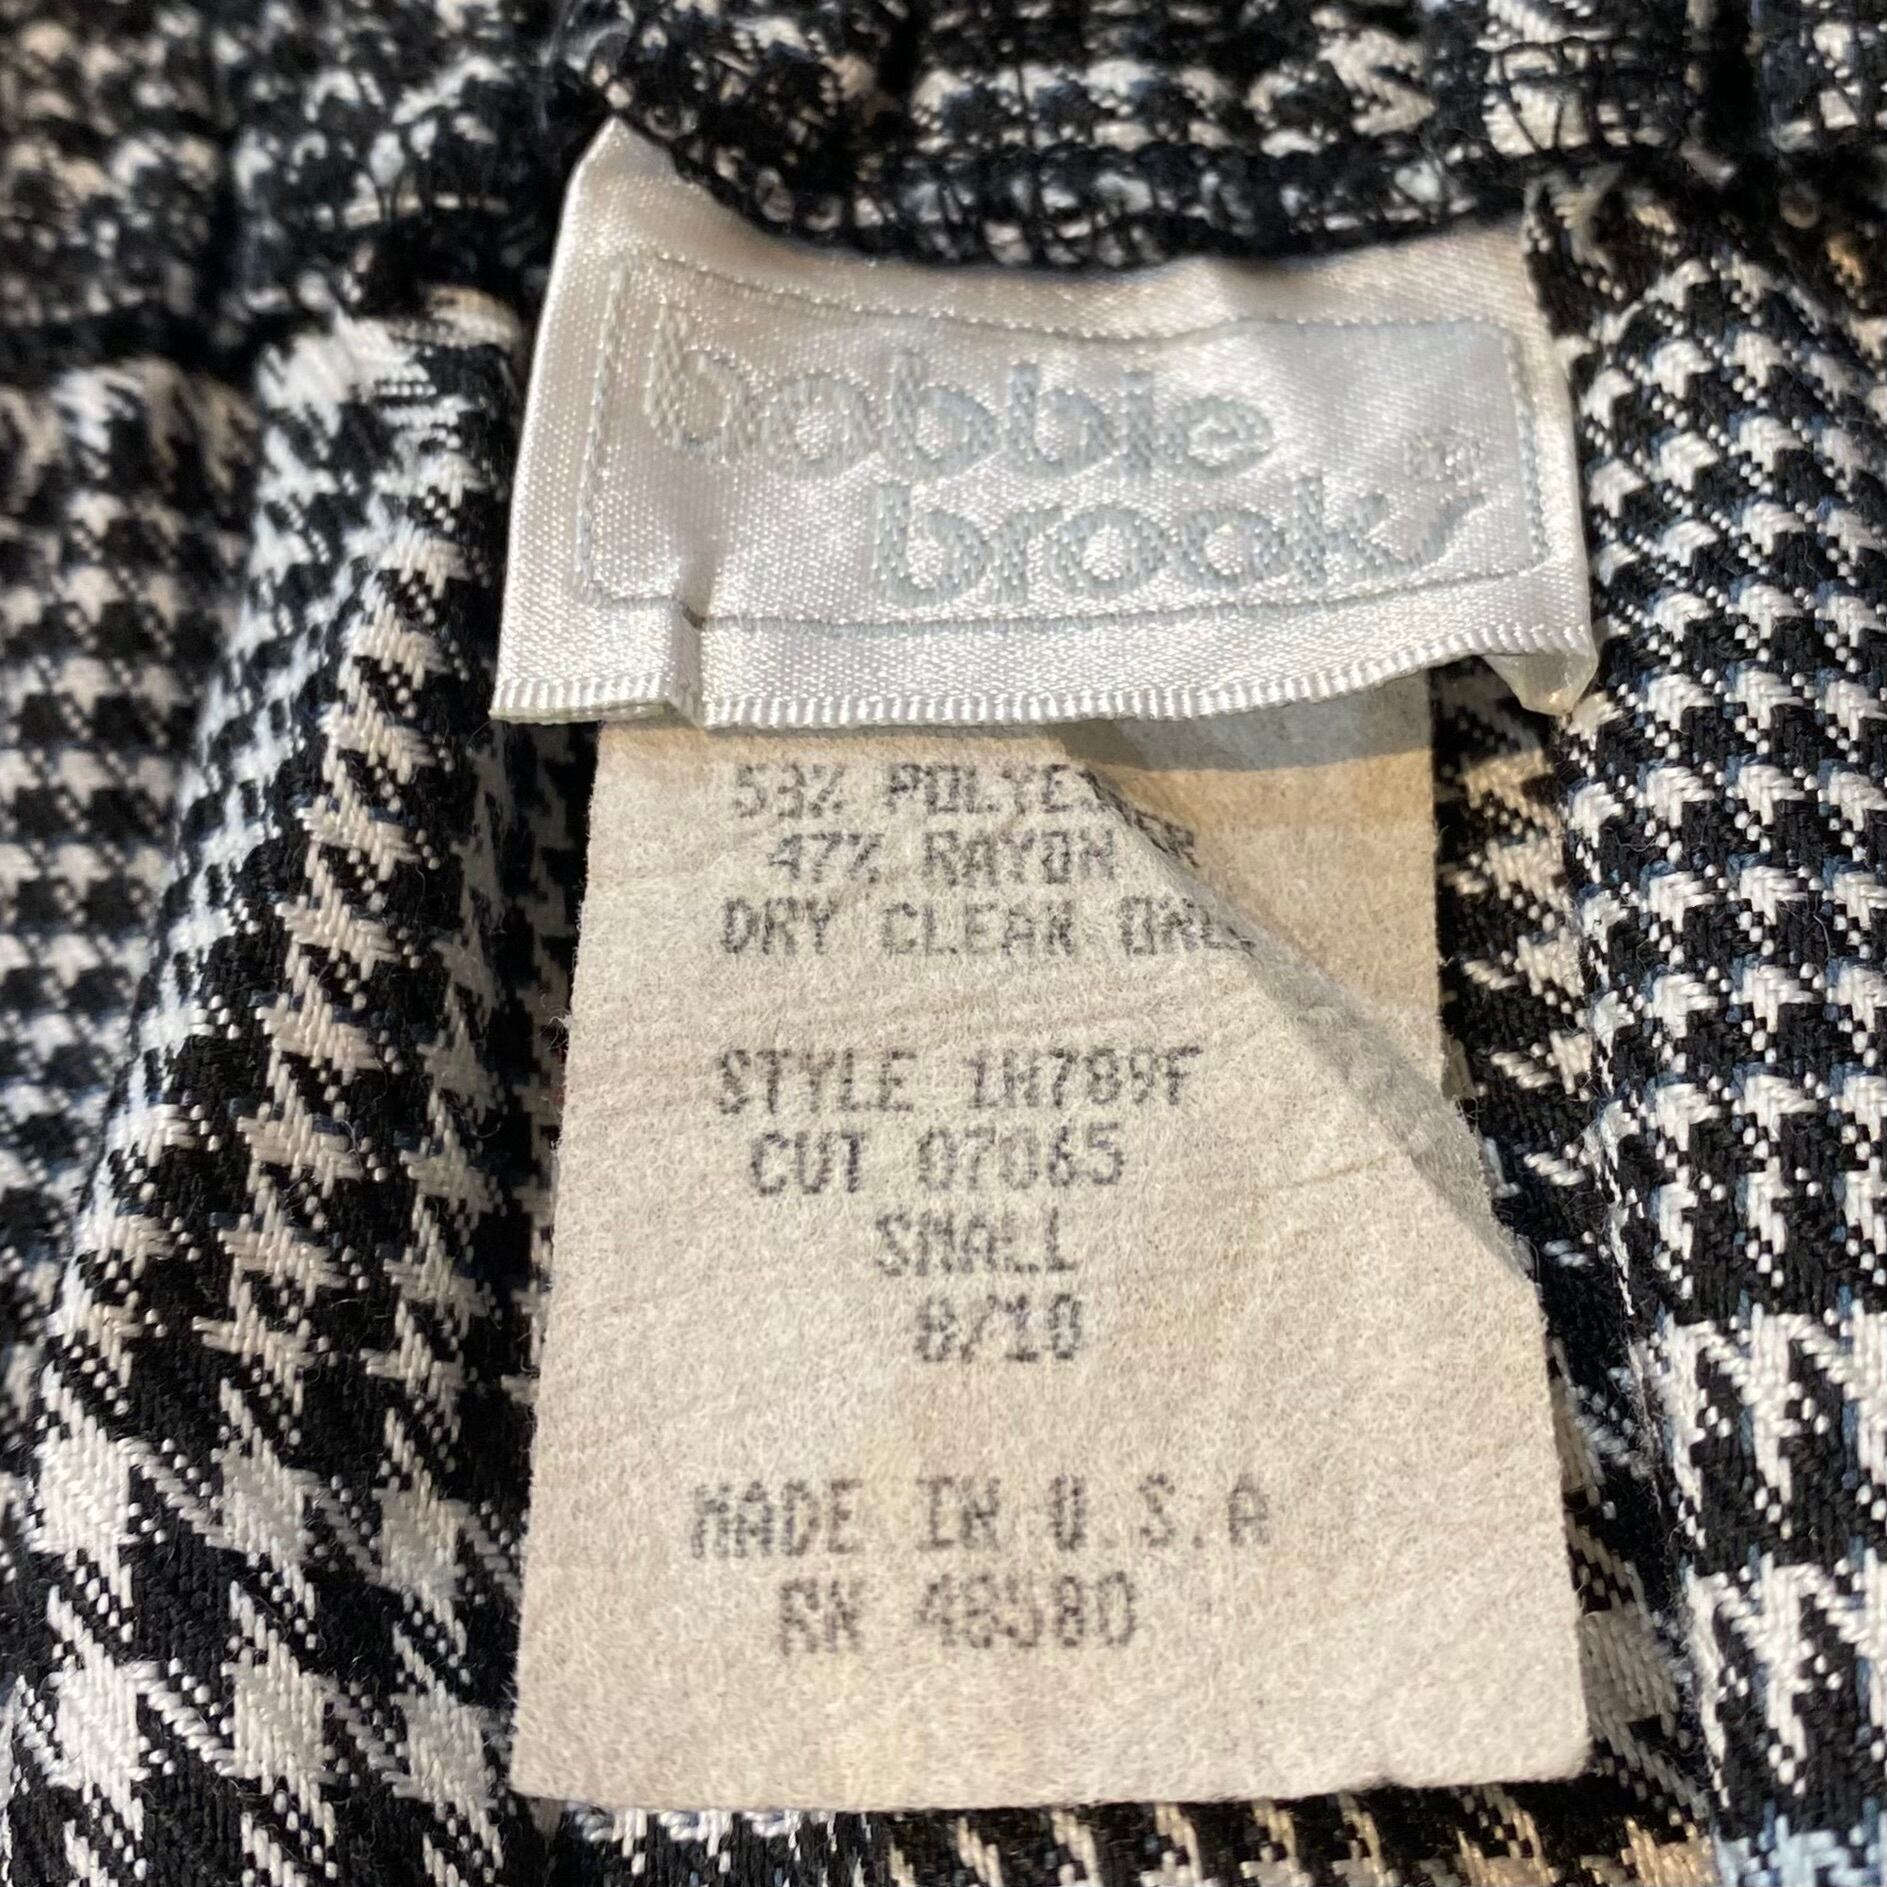 bobbie
brooks ®
53% POLYESTER
47% RAYON
DRY CLEAN ONLY
STYLE 1H789F
CUT 07065
SMALL
8/10
MADE IN U.S.A
RN 48580